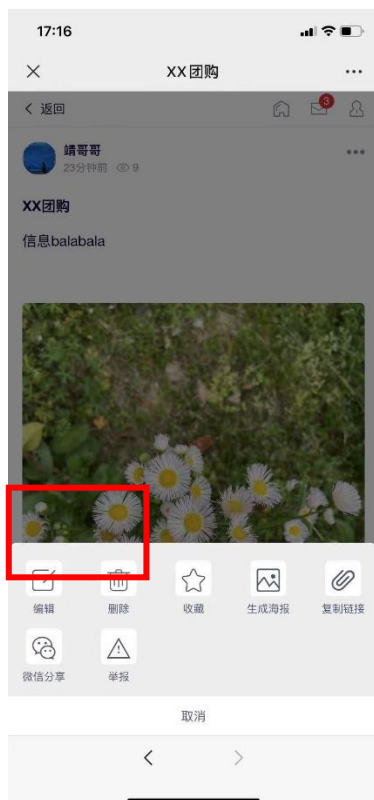 17:16
XX团购
返回
3
靖哥哥
23分钟前 9
XX团购
信息balabala
编辑 删除 收藏 生成海报 复制链接
微信分享 举报
取消